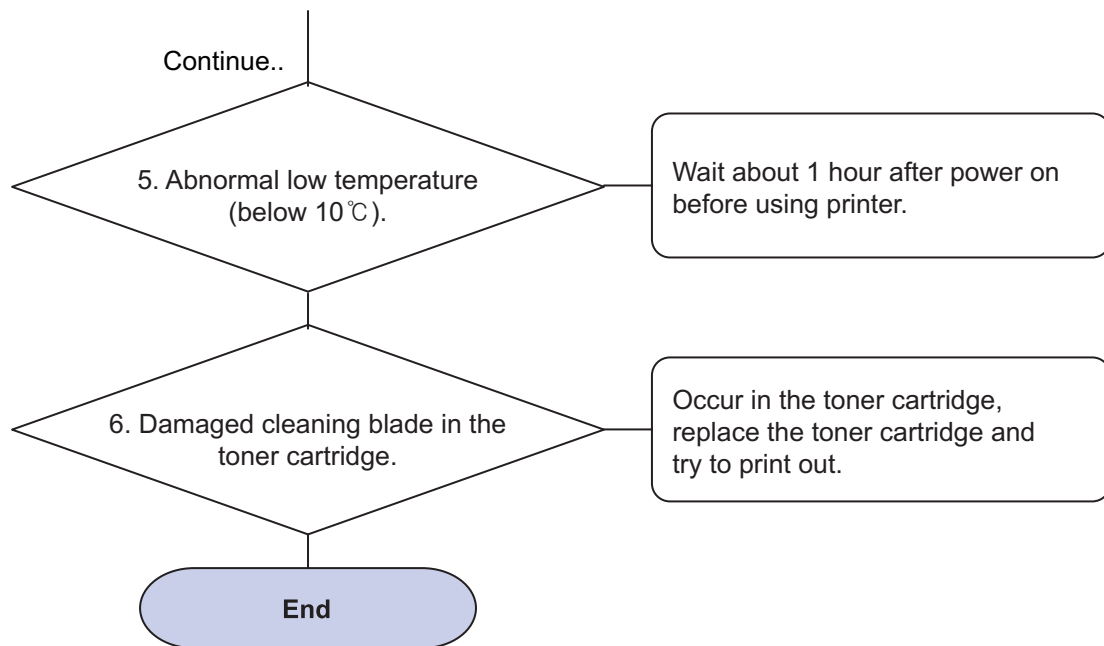 Continue..
5. Abnormal low temperature
(below 10℃).
Wait about 1 hour after power on
before using printer.
6. Damaged cleaning blade in the
toner cartridge.
Occur in the toner cartridge,
replace the toner cartridge and
try to print out.
End